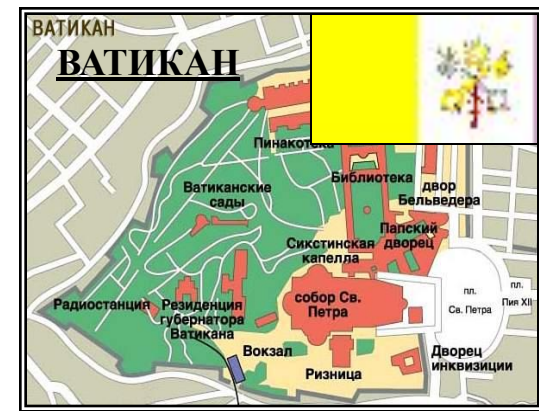 ВАТИКАН
ВАТИКАН
Пинакотека
Библиотека
двор
Бельведера
Ватиканские
сады
Папский
дворец
Сикстинская
капелла
собор Св.
Петра
пл.
Св. Петра
пл.
Пия XII
Радиостанция
Резиденция
губернатора
Ватикана
Вокзал
Ризница
Дворец
инквизиции